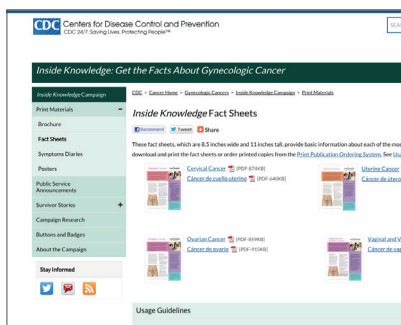 CDC Centers for Disease Control and Prevention
CDC 24/7: Saving Lives, Protecting People™
SEA
Inside Knowledge: Get the Facts About Gynecologic Cancer
Inside Knowledge Campaign
Print Materials –
Brochure
Fact Sheets
Symptoms Diaries
Posters
Public Service
Announcements
Survivor Stories +
Campaign Research
Buttons and Badges
About the Campaign
Stay Informed
CDC > Cancer Home > Gynecologic Cancers > Inside Knowledge Campaign > Print Materials
Inside Knowledge Fact Sheets
Recommend Tweet Share
These fact sheets, which are 8.5 inches wide and 11 inches tall, provide basic information about each of the mos
download and print the fact sheets or order printed copies from the Print Publication Ordering System. See Usa
Cervical Cancer [PDF-874KB]
Cáncer de cuello uterino [PDF-640KB]
Uterine Cancer
Cáncer de útero
Ovarian Cancer [PDF-859KB]
Cáncer de ovario [PDF-915KB]
Vaginal and V
Cáncer de vag
Usage Guidelines